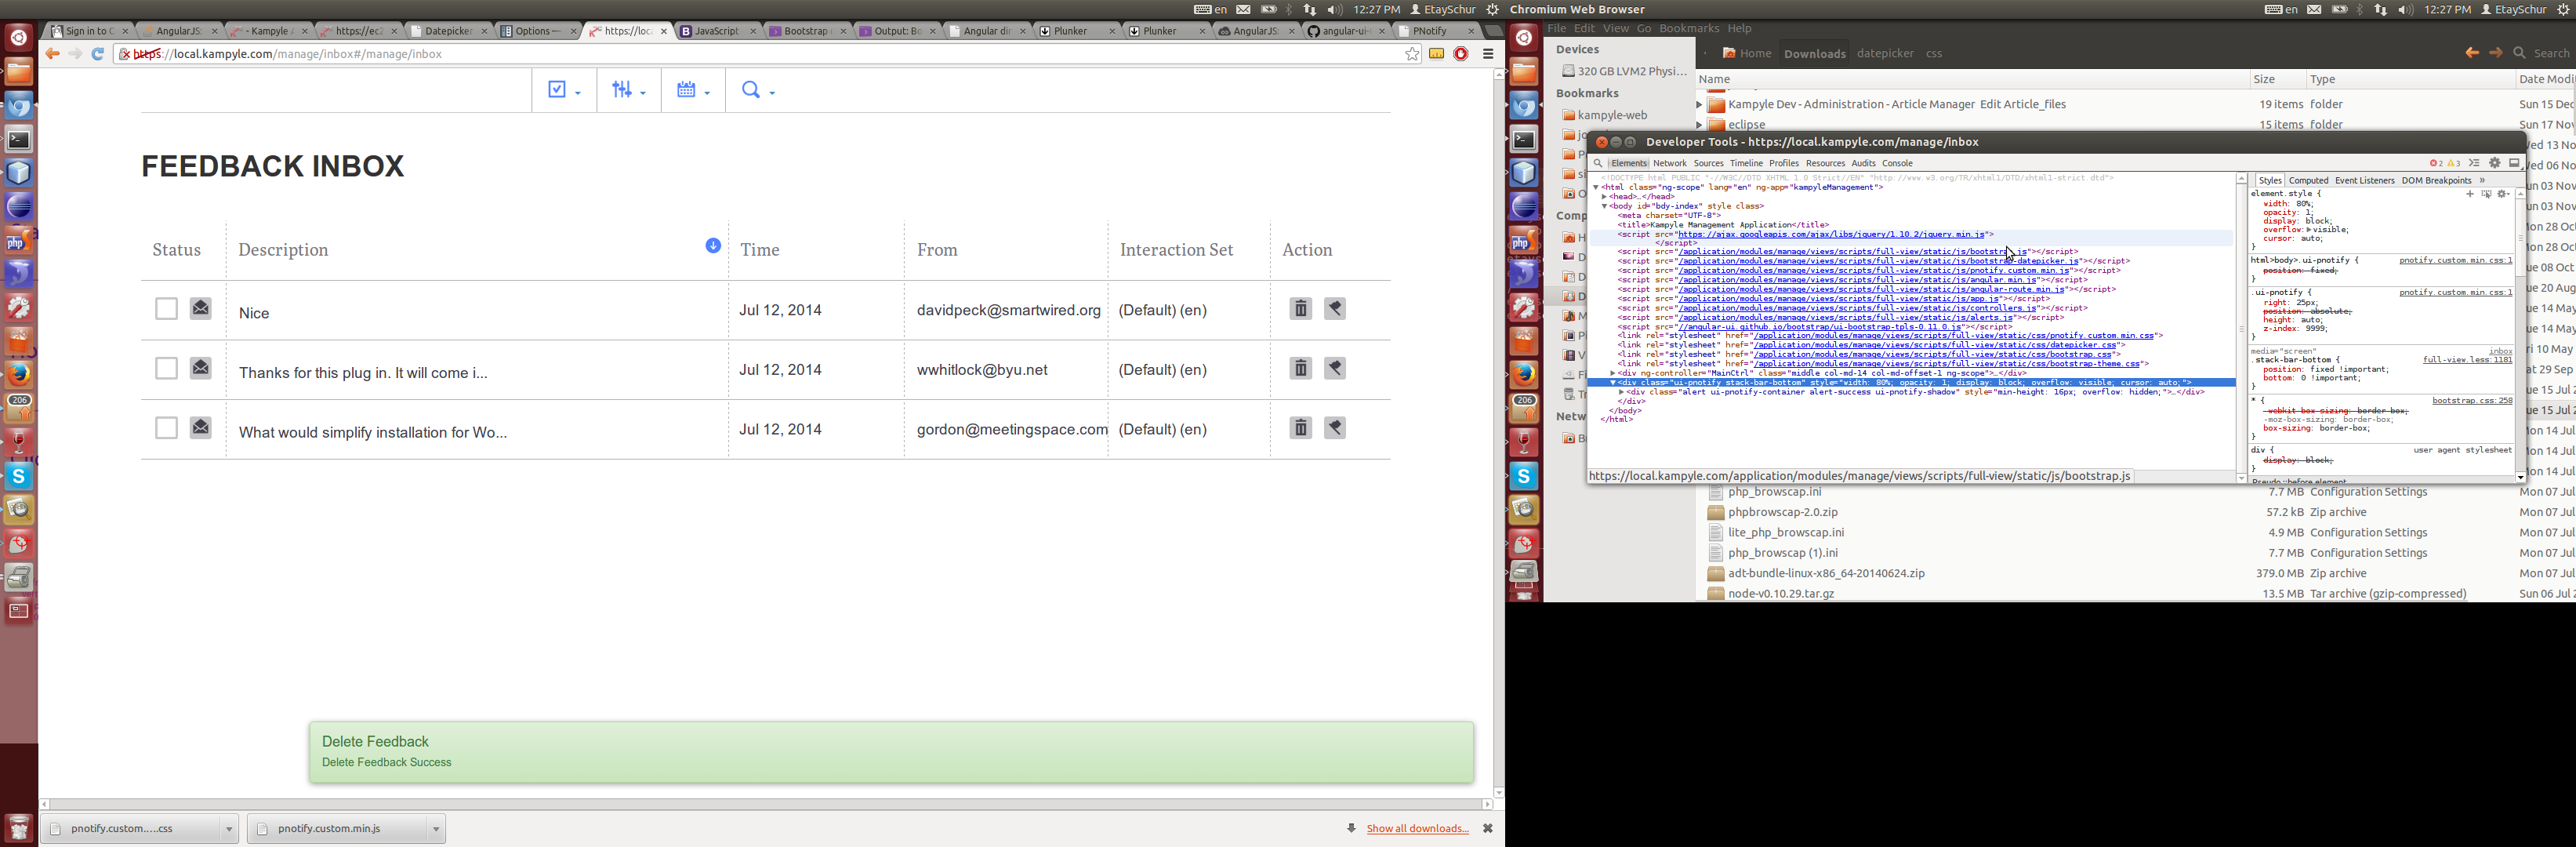 en 12:27 PM EtaySchur
Chromium Web Browser
en 12:27 PM EtaySchur
Sign in to C
AngularJS:
- Kampyle A
https://ec2
Datepicker
Options —
https://loca
JavaScript
Bootstrap
Output: Bo
Angular dir
Plunker
Plunker
AngularJS:
angular-ui-
PNotify
https://local.kampyle.com/manage/inbox#/manage/inbox
FEEDBACK INBOX
Status Description Time From Interaction Set Action
Nice Jul 12, 2014 davidpeck@smartwired.org (Default) (en)
Thanks for this plug in. It will come i... Jul 12, 2014 wwhitlock@byu.net (Default) (en)
What would simplify installation for Wo... Jul 12, 2014 gordon@meetingspace.com (Default) (en)
Delete Feedback
Delete Feedback Success
pnotify.custom....css
pnotify.custom.min.js
Show all downloads...
206
File Edit View Go Bookmarks Help
Devices
320 GB LVM2 Physi...
Bookmarks
kampyle-web
Home Downloads datepicker css
Search
Name Size Type Date Modi
Kampyle Dev - Administration - Article Manager Edit Article_files 19 items folder Sun 15 Dec
eclipse 15 items folder Sun 17 Nov
Developer Tools - https://local.kampyle.com/manage/inbox
Elements Network Sources Timeline Profiles Resources Audits Console
2 3
<!DOCTYPE html PUBLIC "-//W3C//DTD XHTML 1.0 Strict//EN" "http://www.w3.org/TR/xhtml1/DTD/xhtml1-strict.dtd">
<html class="ng-scope" lang="en" ng-app="kampyleManagement">
<head>…</head>
<body id="bdy-index" style class>
<meta charset="UTF-8">
<title>Kampyle Management Application</title>
<script src="https://ajax.googleapis.com/ajax/libs/jquery/1.10.2/jquery.min.js">
</script>
<script src="/application/modules/manage/views/scripts/full-view/static/js/bootstrap.js"></script>
<script src="/application/modules/manage/views/scripts/full-view/static/js/bootstrap-datepicker.js"></script>
<script src="/application/modules/manage/views/scripts/full-view/static/js/pnotify.custom.min.js"></script>
<script src="/application/modules/manage/views/scripts/full-view/static/js/angular.min.js"></script>
<script src="/application/modules/manage/views/scripts/full-view/static/js/angular-route.min.js"></script>
<script src="/application/modules/manage/views/scripts/full-view/static/js/app.js"></script>
<script src="/application/modules/manage/views/scripts/full-view/static/js/controllers.js"></script>
<script src="/application/modules/manage/views/scripts/full-view/static/js/alerts.js"></script>
<script src="//angular-ui.github.io/bootstrap/ui-bootstrap-tpls-0.11.0.js"></script>
<link rel="stylesheet" href="/application/modules/manage/views/scripts/full-view/static/css/pnotify.custom.min.css">
<link rel="stylesheet" href="/application/modules/manage/views/scripts/full-view/static/css/datepicker.css">
<link rel="stylesheet" href="/application/modules/manage/views/scripts/full-view/static/css/bootstrap.css">
<link rel="stylesheet" href="/application/modules/manage/views/scripts/full-view/static/css/bootstrap-theme.css">
<div ng-controller="MainCtrl" class="middle col-md-14 col-md-offset-1 ng-scope">…</div>
<div class="ui-pnotify stack-bar-bottom" style="width: 80%; opacity: 1; display: block; overflow: visible; cursor: auto;">
<div class="alert ui-pnotify-container alert-success ui-pnotify-shadow" style="min-height: 16px; overflow: hidden;">…</div>
</div>
</body>
</html>
https://local.kampyle.com/application/modules/manage/views/scripts/full-view/static/js/bootstrap.js
Styles Computed Event Listeners DOM Breakpoints »
element.style {
width: 80%;
opacity: 1;
display: block;
overflow: visible;
cursor: auto;
}
html>body>.ui-pnotify { pnotify.custom.min.css:1
position: fixed;
}
.ui-pnotify { pnotify.custom.min.css:1
right: 25px;
position: absolute;
height: auto;
z-index: 9999;
}
media="screen" inbox
.stack-bar-bottom { full-view.less:1181
position: fixed !important;
bottom: 0 !important;
}
* { bootstrap.css:258
-webkit-box-sizing: border-box;
-moz-box-sizing: border-box;
box-sizing: border-box;
}
div { user agent stylesheet
display: block;
}
Pseudo ::before element
php_browscap.ini 7.7 MB Configuration Settings Mon 07 Jul
phpbrowscap-2.0.zip 57.2 kB Zip archive Mon 07 Jul
lite_php_browscap.ini 4.9 MB Configuration Settings Mon 07 Jul
php_browscap (1).ini 7.7 MB Configuration Settings Mon 07 Jul
adt-bundle-linux-x86_64-20140624.zip 379.0 MB Zip archive Mon 07 Jul
node-v0.10.29.tar.gz 13.5 MB Tar archive (gzip-compressed) Sun 06 Jul